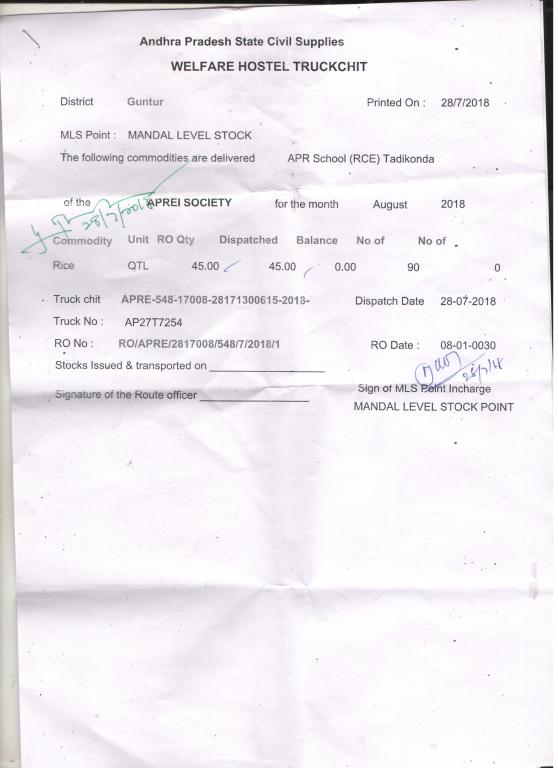 Andhra Pradesh State Civil Supplies
WELFARE HOSTEL TRUCKCHIT
District Guntur Printed On : 28/7/2018
MLS Point : MANDAL LEVEL STOCK
The following commodities are delivered APR School (RCE) Tadikonda
of the APREI SOCIETY for the month August 2018
28/7/2018
Commodity Unit RO Qty Dispatched Balance No of No of
Rice QTL 45.00 45.00 0.00 90 0
Truck chit APRE-548-17008-28171300615-2018- Dispatch Date 28-07-2018
Truck No : AP27T7254
RO No : RO/APRE/2817008/548/7/2018/1 RO Date : 08-01-0030
Stocks Issued & transported on
28/7/18
Sign of MLS Point Incharge
Signature of the Route officer
MANDAL LEVEL STOCK POINT